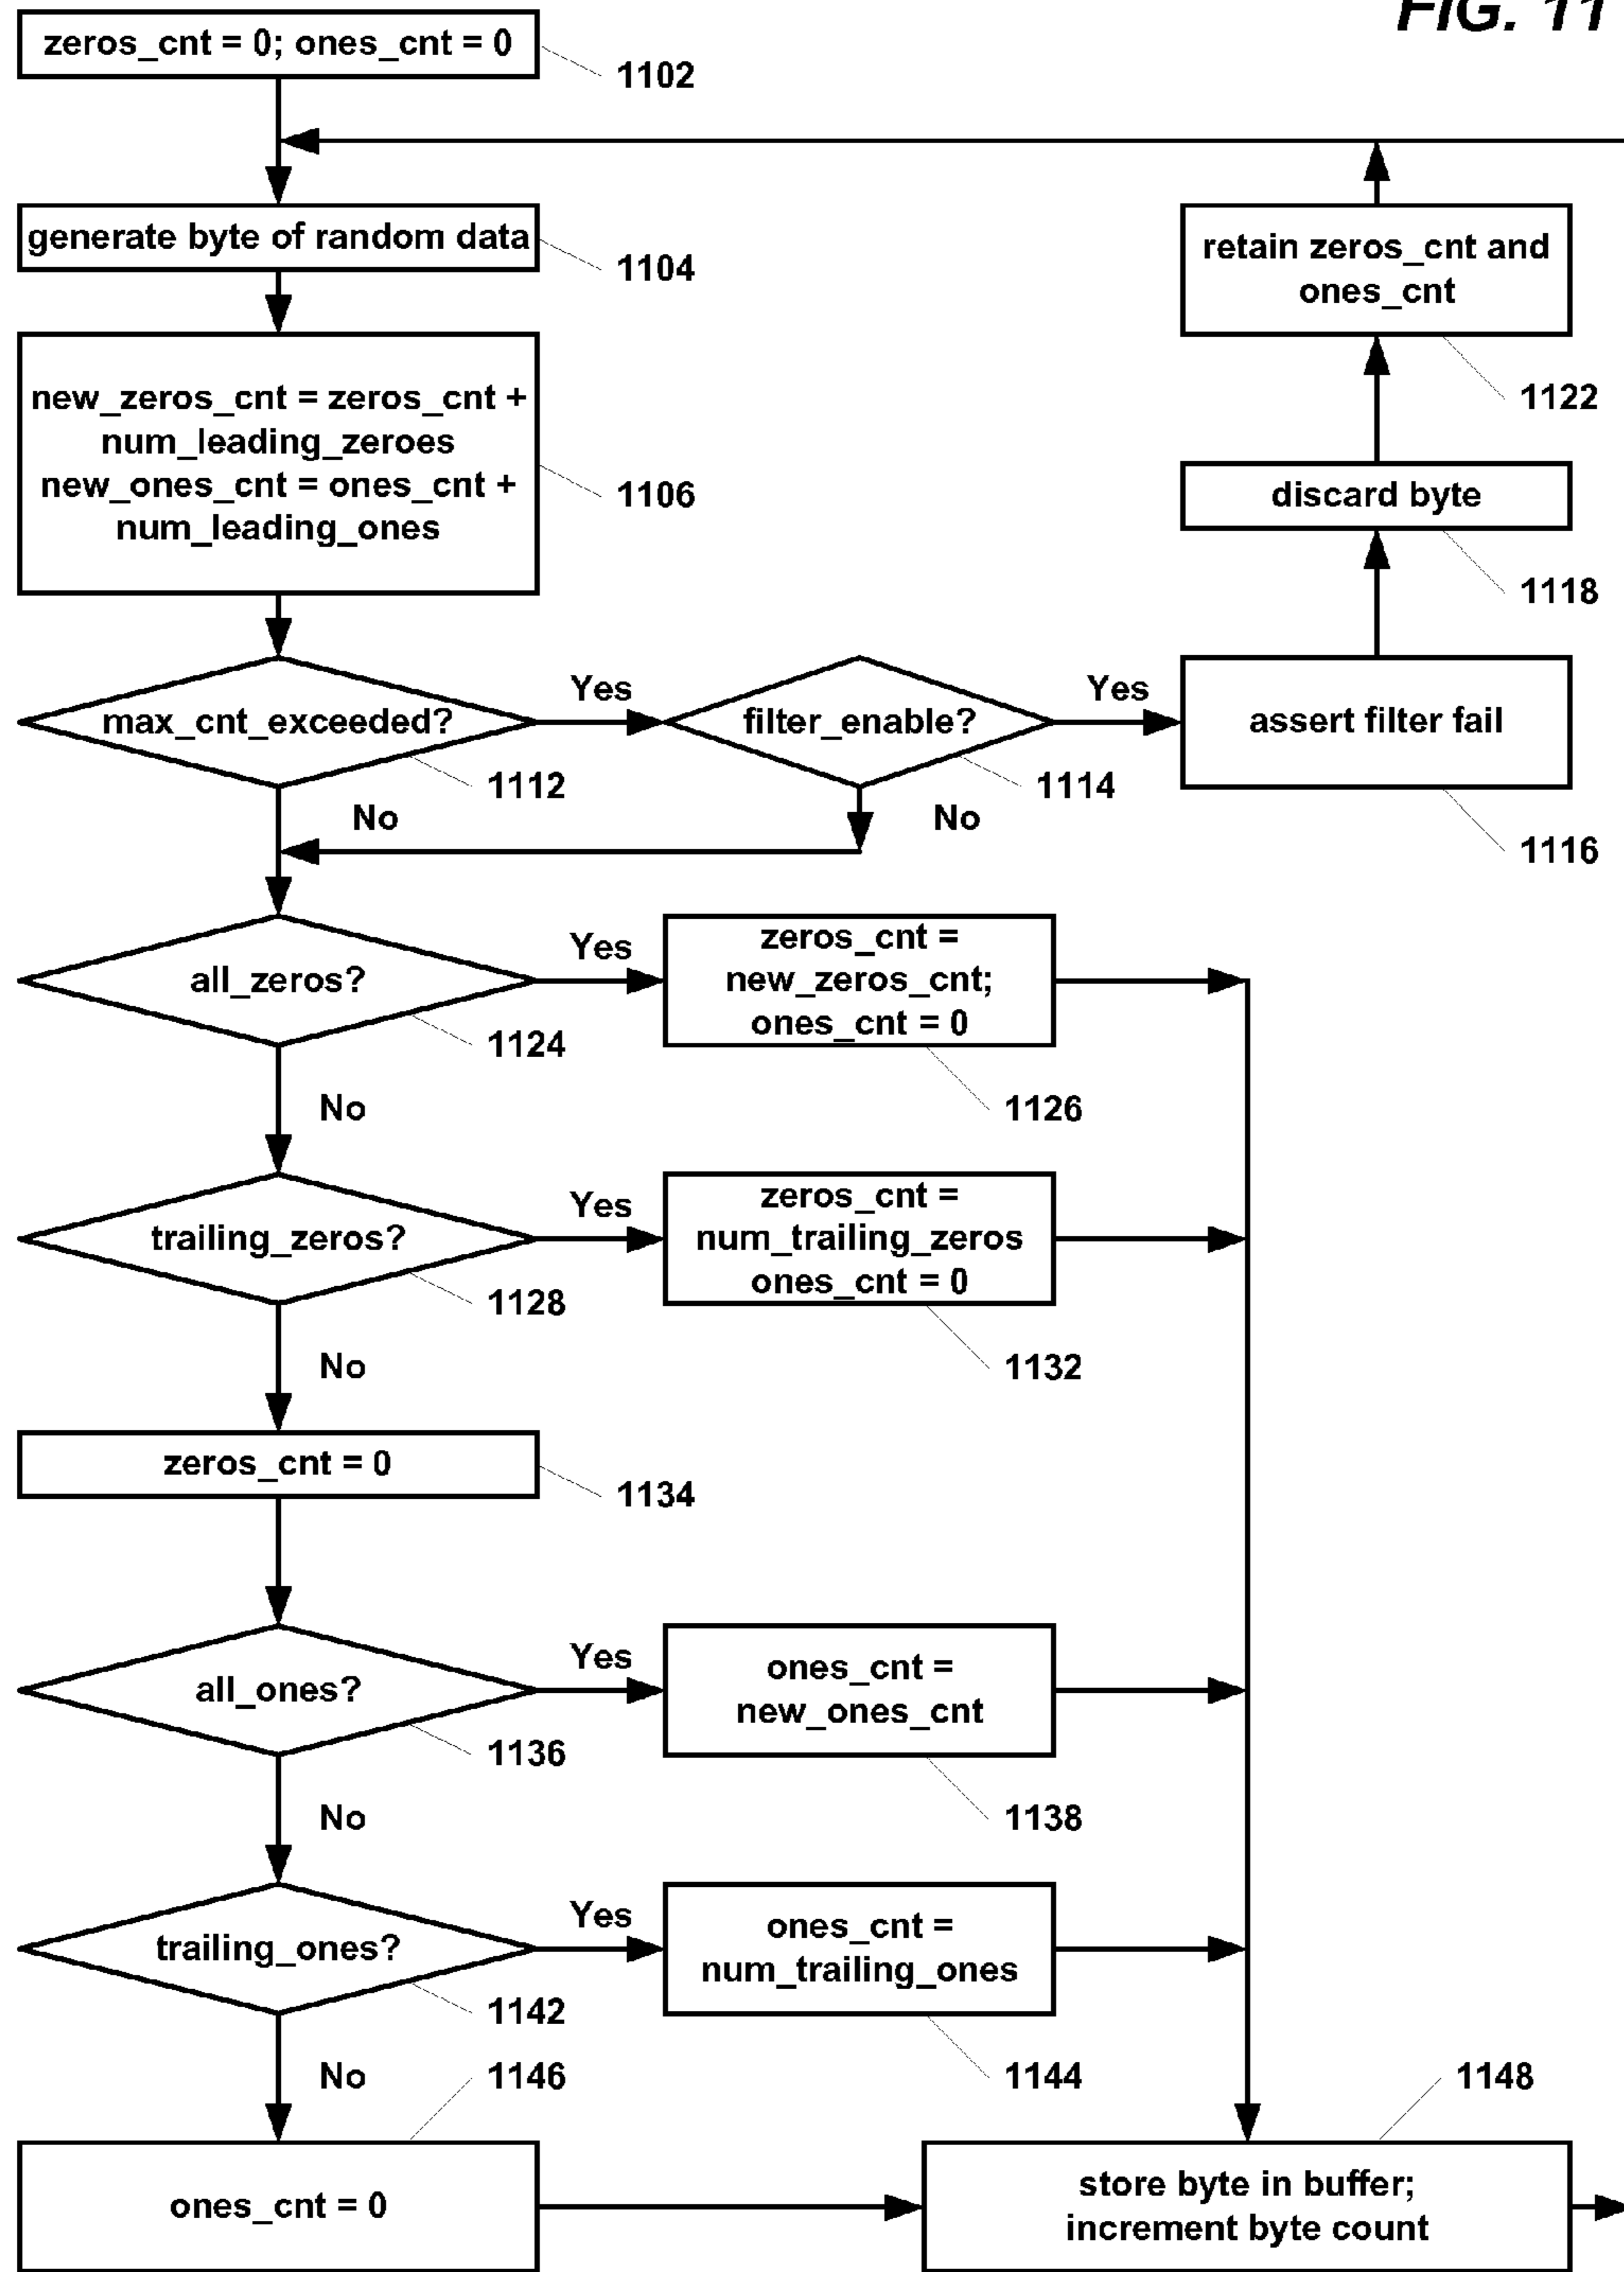 FIG. 11
zeros_cnt = 0; ones_cnt = 0
1102
generate byte of random data
1104
retain zeros_cnt and
ones_cnt
1122
new_zeros_cnt = zeros_cnt +
num_leading_zeroes
new_ones_cnt = ones_cnt +
num_leading_ones
1106
discard byte
1118
max_cnt_exceeded?
1112
Yes
No
filter_enable?
1114
Yes
No
assert filter fail
1116
all_zeros?
1124
Yes
No
zeros_cnt =
new_zeros_cnt;
ones_cnt = 0
1126
trailing_zeros?
1128
Yes
No
zeros_cnt =
num_trailing_zeros
ones_cnt = 0
1132
zeros_cnt = 0
1134
all_ones?
1136
Yes
No
ones_cnt =
new_ones_cnt
1138
trailing_ones?
1142
Yes
No
ones_cnt =
num_trailing_ones
1144
1146
ones_cnt = 0
1148
store byte in buffer;
increment byte count